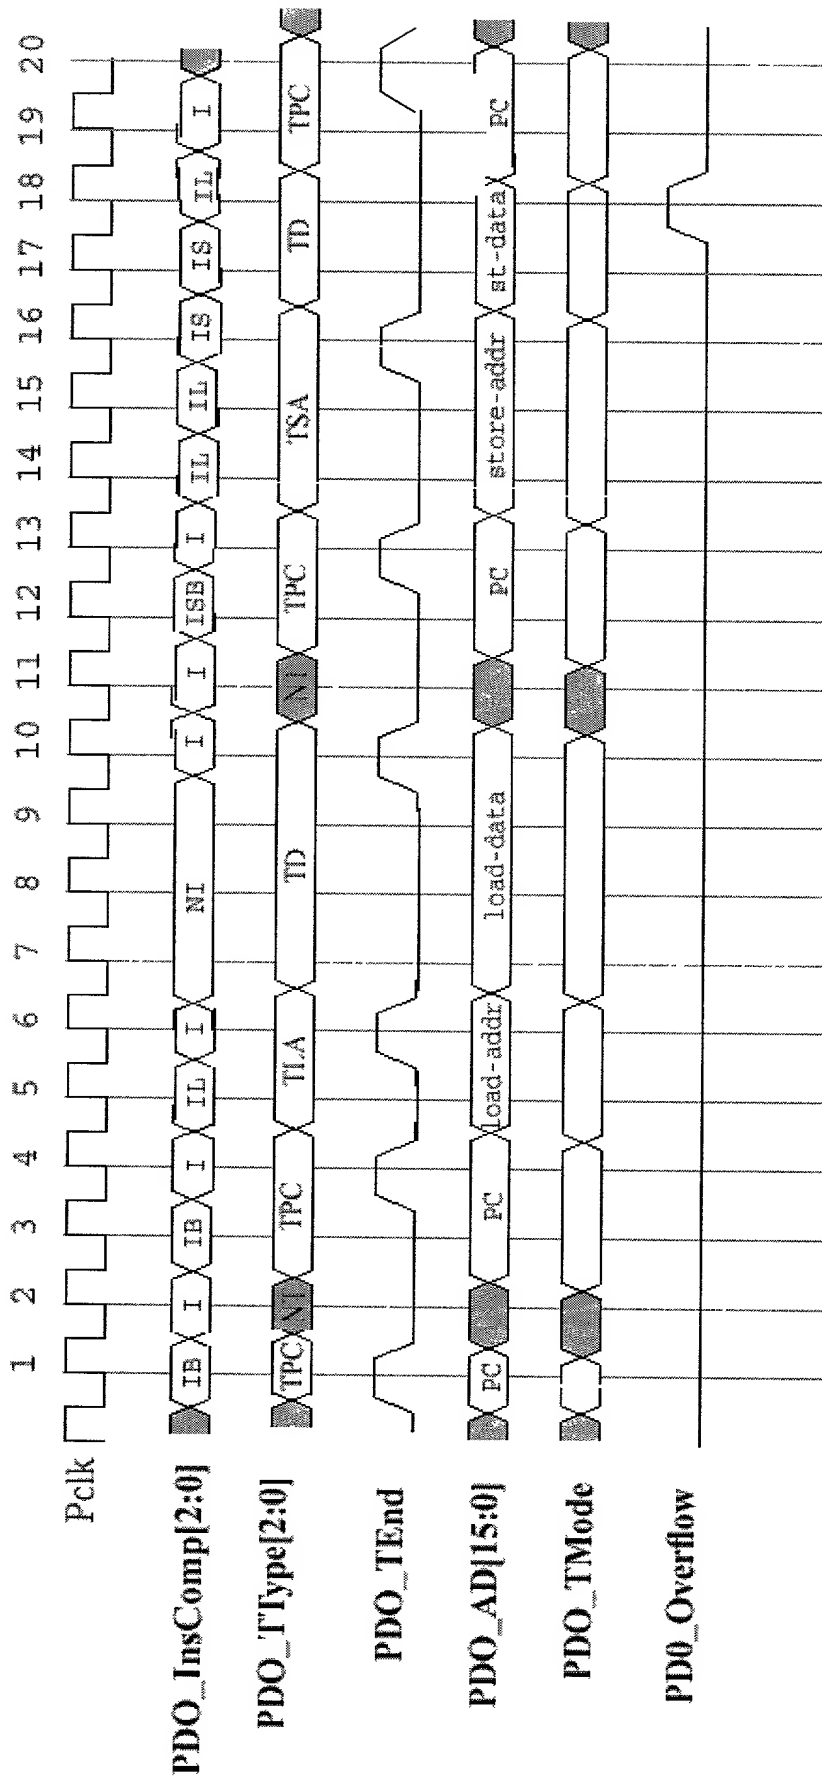 1 2 3 4 5 6 7 8 9 10 11 12 13 14 15 16 17 18 19 20
Pclk
PDO_InsComp[2:0] IB I IB I IL I NI I I ISB I IL IL IS IS IL I
PDO_TType[2:0] TPC NT TPC TLA TD NT TPC TSA TD TPC
PDO_TEnd
PDO_AD[15:0] PC PC load-addr load-data PC store-addr st-data PC
PDO_TMode
PD0_Overflow